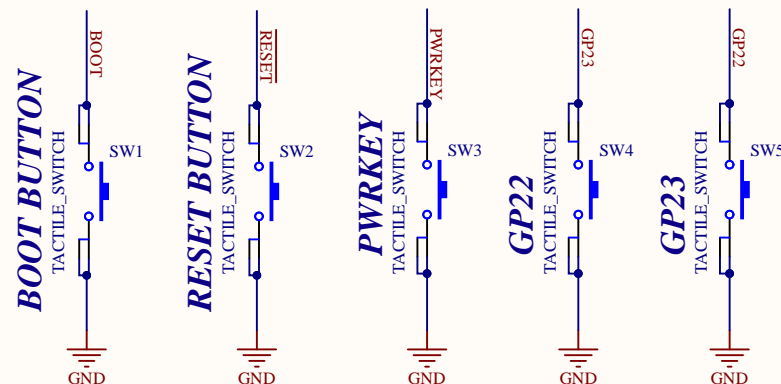 BOOT BUTTON
TACTILE_SWITCH
BOOT
SW1
GND
RESET BUTTON
TACTILE_SWITCH
RESET
SW2
GND
PWRKEY
TACTILE_SWITCH
PWRKEY
SW3
GND
GP22
TACTILE_SWITCH
GP23
SW4
GND
GP23
TACTILE_SWITCH
GP22
SW5
GND